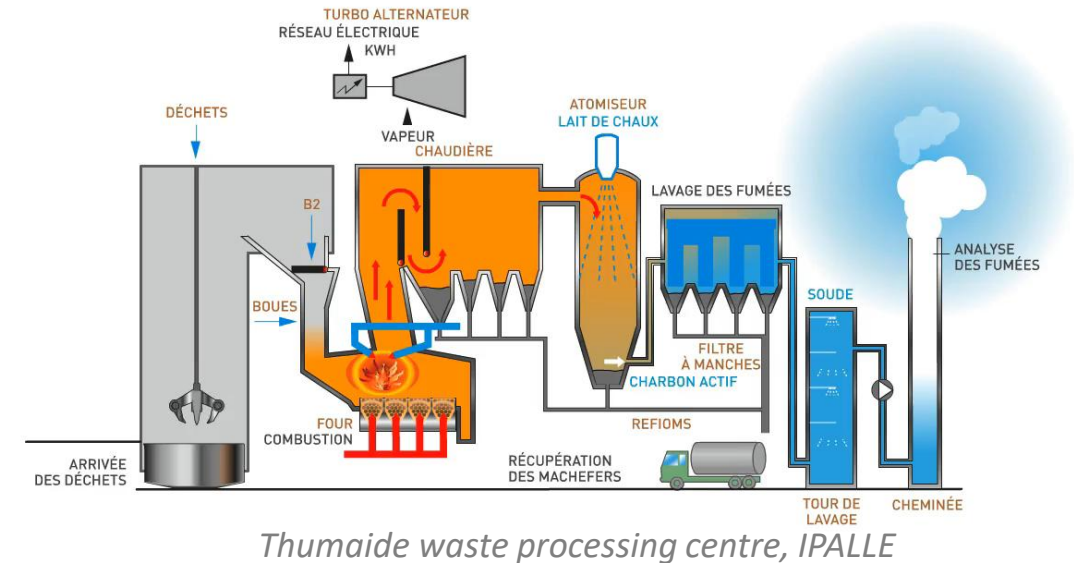 TURBO ALTERNATEUR
RÉSEAU ÉLECTRIQUE
KWH
DÉCHETS
VAPEUR
CHAUDIÈRE
ATOMISEUR
LAIT DE CHAUX
LAVAGE DES FUMÉES
B2
ANALYSE
DES FUMÉES
BOUES
SOUDE
FILTRE
À MANCHES
CHARBON ACTIF
FOUR
COMBUSTION
REFIOMS
ARRIVÉE
DES DÉCHETS
RÉCUPÉRATION
DES MACHEFERS
TOUR DE
LAVAGE
CHEMINÉE
Thumaide waste processing centre, IPALLE